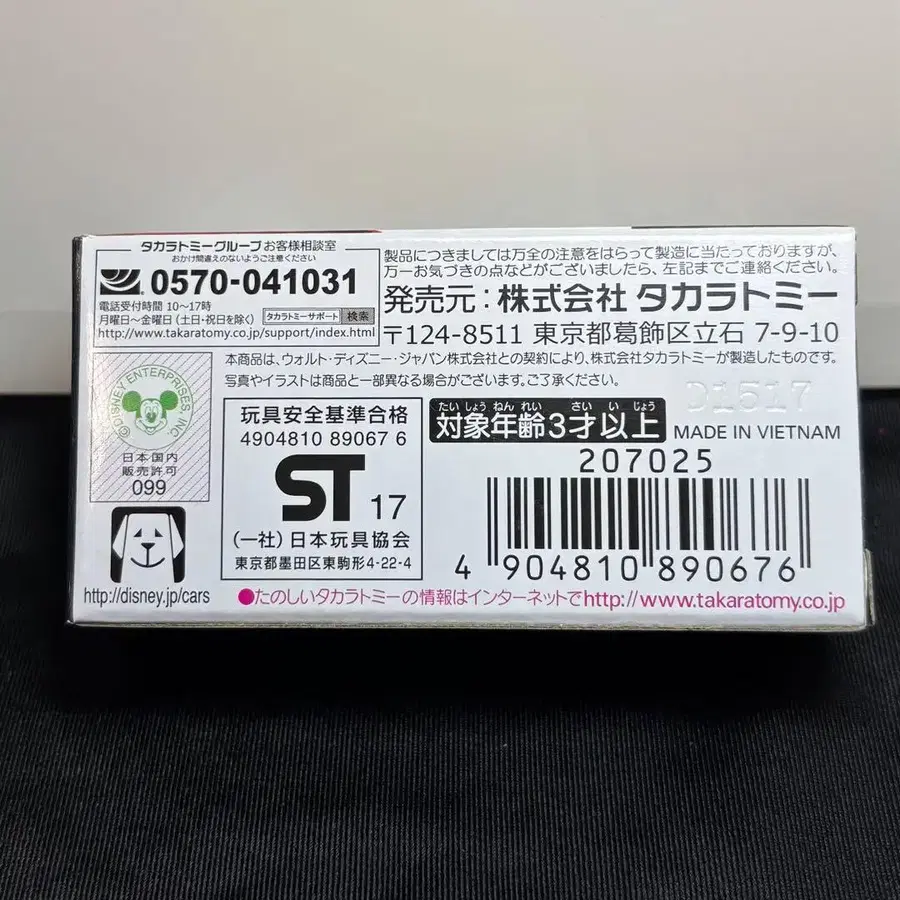 タカラトミーグループ お客様相談室
おかけ間違えのないようご注意ください
0570-041031
電話受付時間 10〜17時
月曜日〜金曜日 (土日・祝日を除く) タカラトミーサポート 検索
http://www.takaratomy.co.jp/support/index.html
製品につきましては万全の注意をはらって製造に当たっておりますが、
万一お気づきの点などがございましたら、左記までご連絡ください。
発売元:株式会社 タカラトミー
〒124-8511 東京都葛飾区立石 7-9-10
本商品は、ウォルト・ディズニー・ジャパン株式会社との契約により、株式会社タカラトミーが製造したものです。
写真やイラストは商品と一部異なる場合がございます。ご了承ください。
©DISNEY ENTERPRISES, INC.
日本国内
販売許可
099
http://disney.jp/cars
玩具安全基準合格
4904810 89067 6
ST 17
(一社)日本玩具協会
東京都墨田区東駒形4-22-4
たいしょうねんれい さいいじょう
対象年齢3才以上
D1517
MADE IN VIETNAM
207025
4 904810 890676
●たのしいタカラトミーの情報はインターネットでhttp://www.takaratomy.co.jp